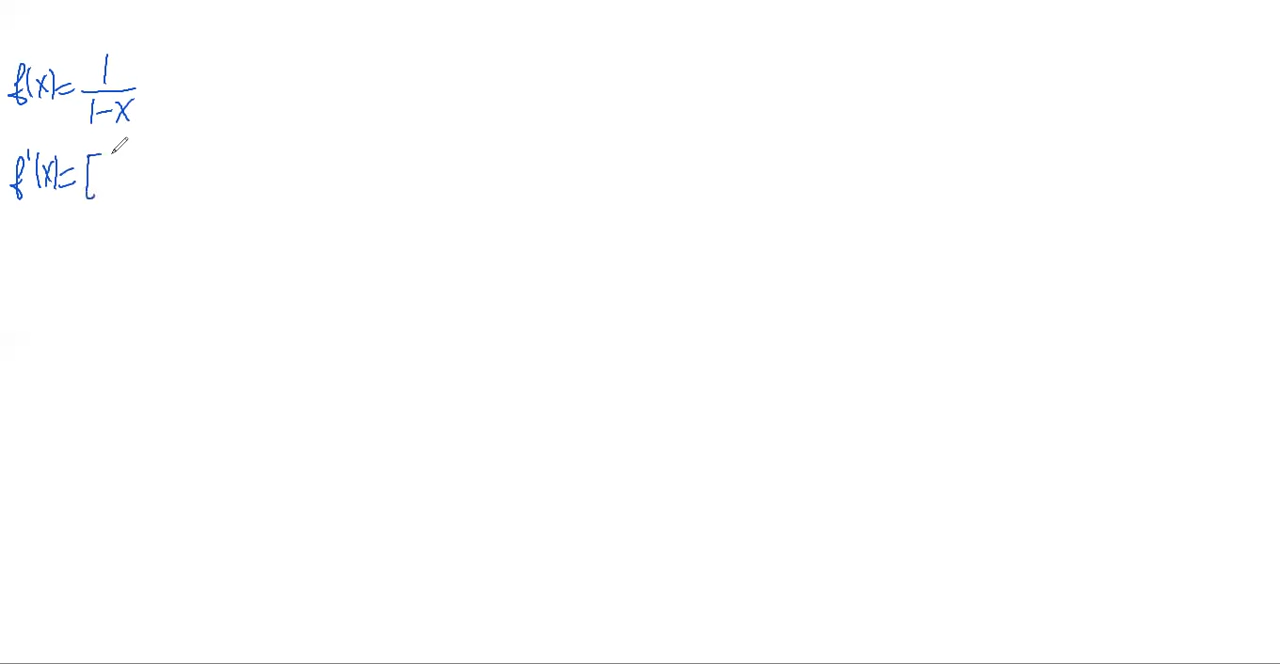 f(x)= 1/(1-x)
f'(x)= [